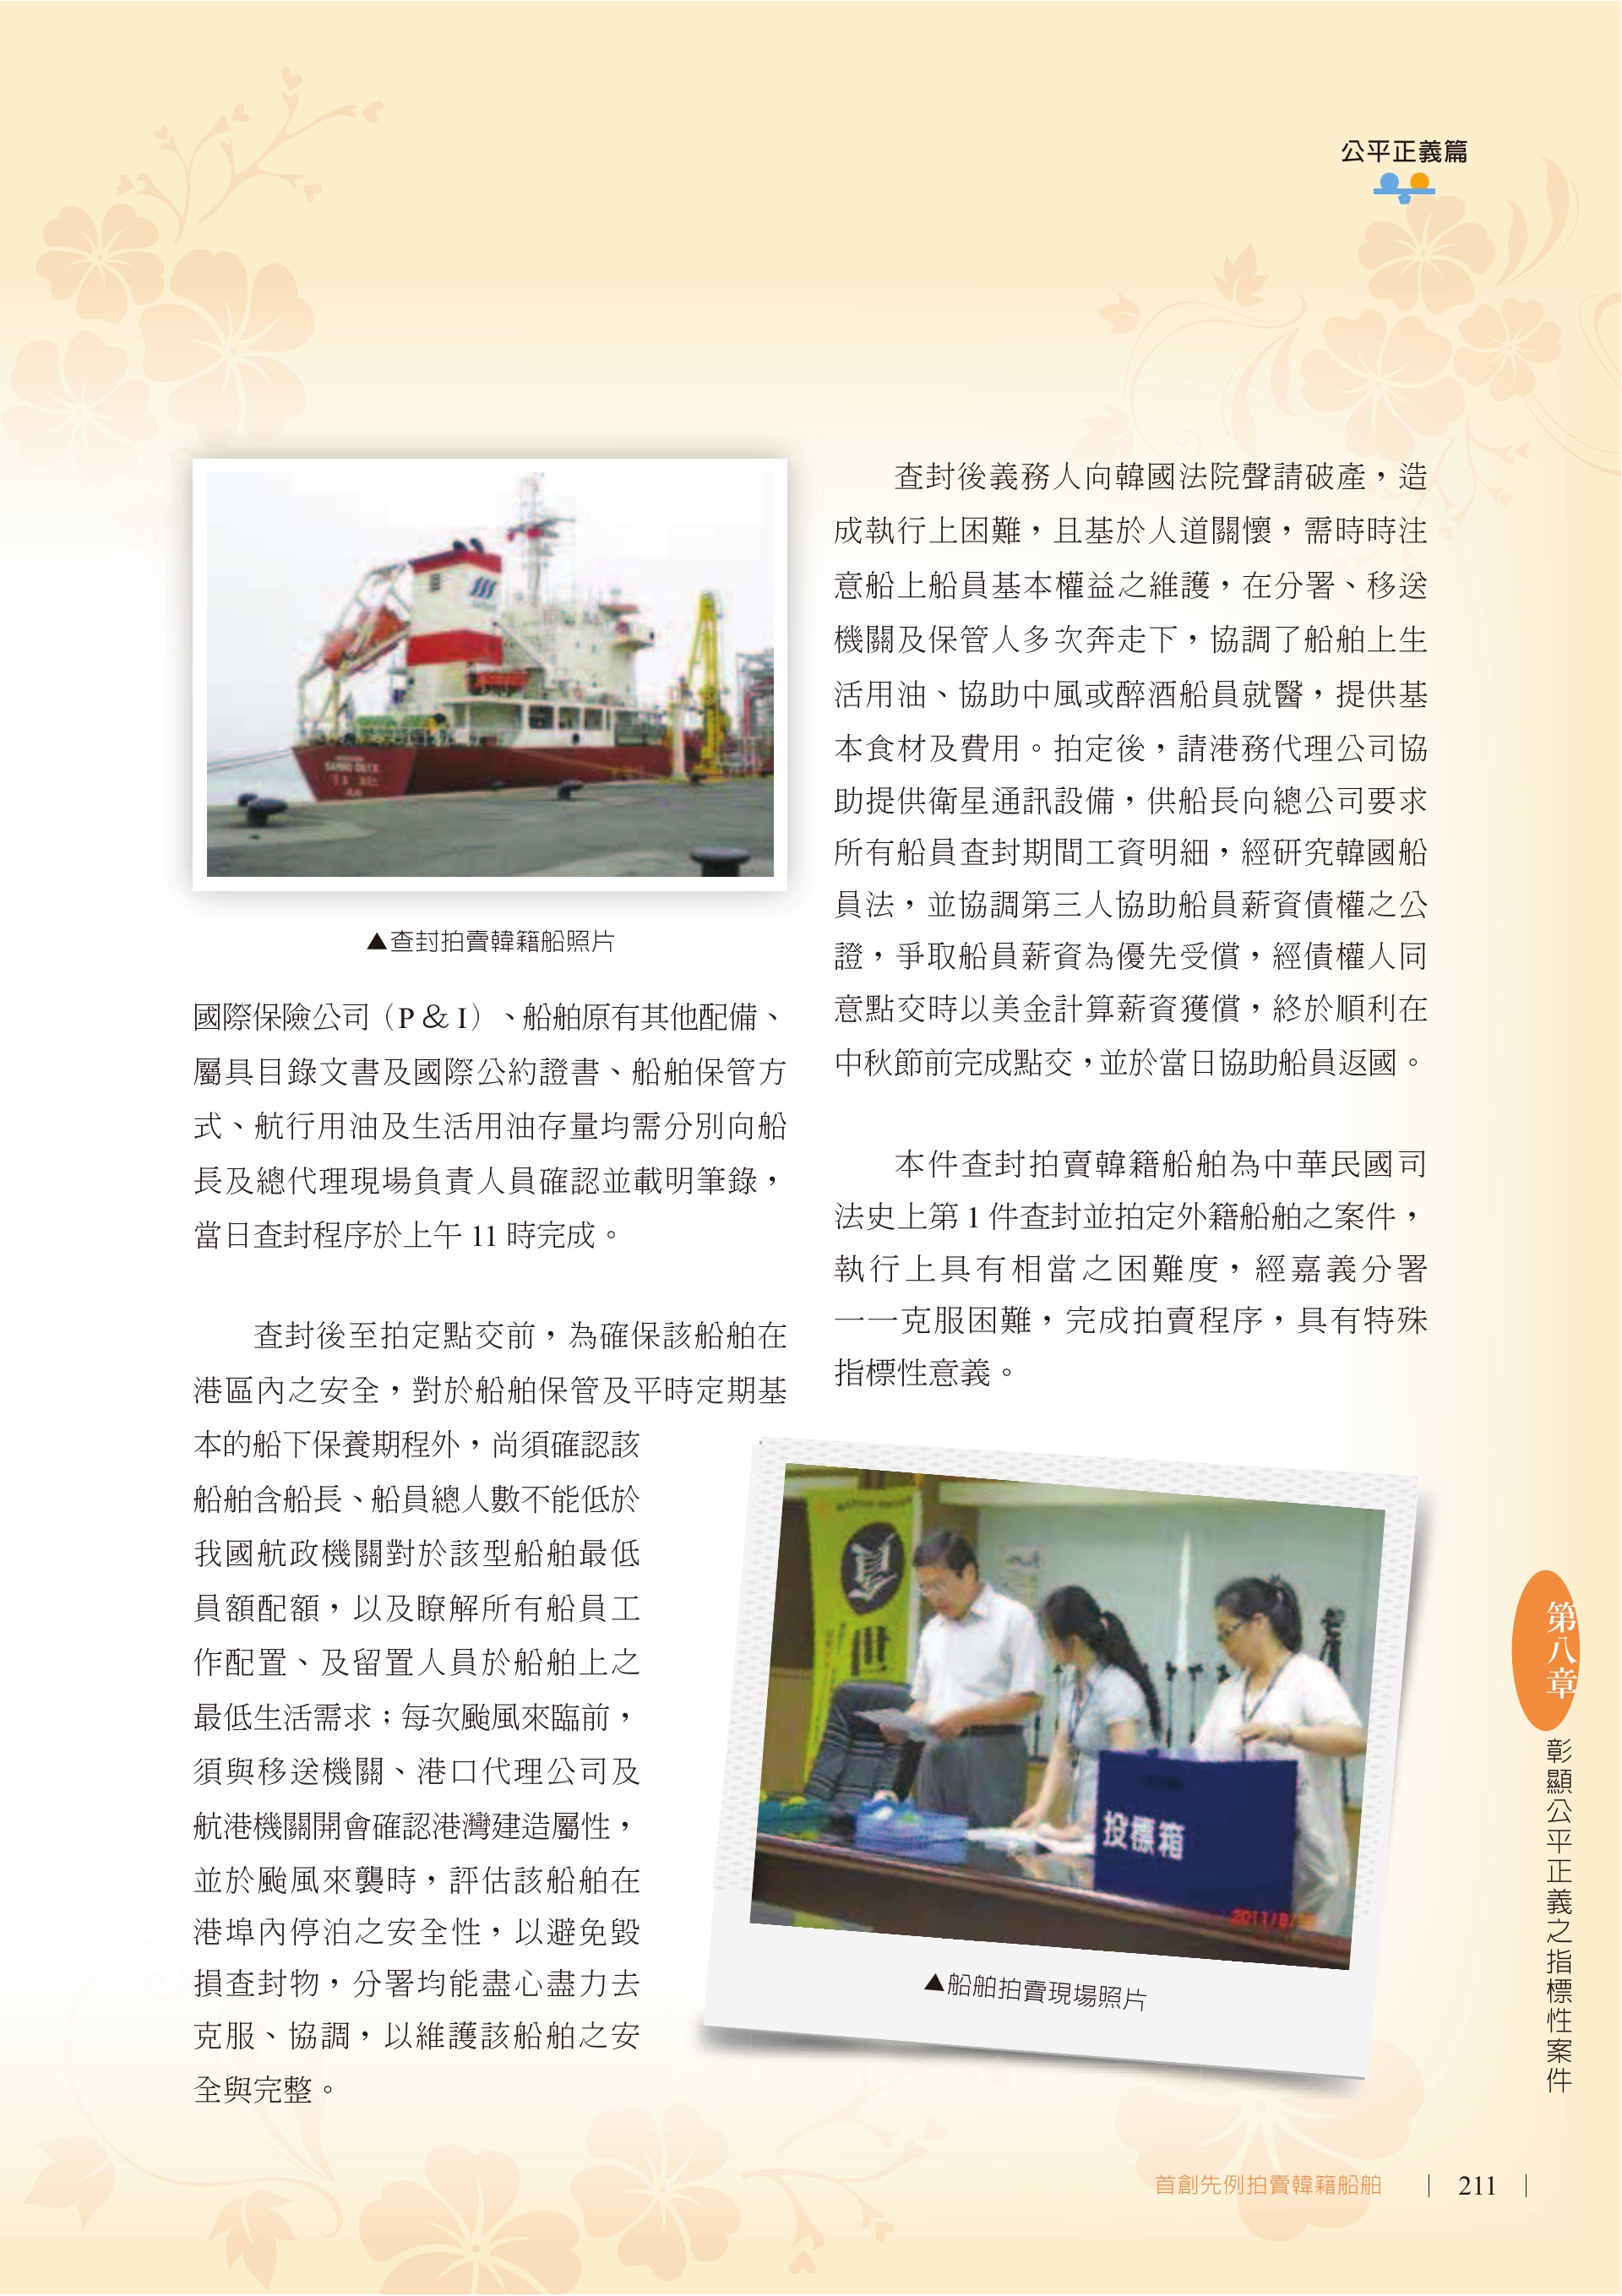 公平正義篇
▲查封拍賣韓籍船照片
國際保險公司（P & I）、船舶原有其他配備、
屬具目錄文書及國際公約證書、船舶保管方
式、航行用油及生活用油存量均需分別向船
長及總代理現場負責人員確認並載明筆錄，
當日查封程序於上午 11 時完成。
查封後至拍定點交前，為確保該船舶在
港區內之安全，對於船舶保管及平時定期基
本的船下保養期程外，尚須確認該
船舶含船長、船員總人數不能低於
我國航政機關對於該型船舶最低
員額配額，以及瞭解所有船員工
作配置、及留置人員於船舶上之
最低生活需求；每次颱風來臨前，
須與移送機關、港口代理公司及
航港機關開會確認港灣建造屬性，
並於颱風來襲時，評估該船舶在
港埠內停泊之安全性，以避免毀
損查封物，分署均能盡心盡力去
克服、協調，以維護該船舶之安
全與完整。
查封後義務人向韓國法院聲請破產，造
成執行上困難，且基於人道關懷，需時時注
意船上船員基本權益之維護，在分署、移送
機關及保管人多次奔走下，協調了船舶上生
活用油、協助中風或醉酒船員就醫，提供基
本食材及費用。拍定後，請港務代理公司協
助提供衛星通訊設備，供船長向總公司要求
所有船員查封期間工資明細，經研究韓國船
員法，並協調第三人協助船員薪資債權之公
證，爭取船員薪資為優先受償，經債權人同
意點交時以美金計算薪資獲償，終於順利在
中秋節前完成點交，並於當日協助船員返國。
本件查封拍賣韓籍船舶為中華民國司
法史上第 1 件查封並拍定外籍船舶之案件，
執行上具有相當之困難度，經嘉義分署
一一克服困難，完成拍賣程序，具有特殊
指標性意義。
世
投標箱
▲船舶拍賣現場照片
第八章
彰顯公平正義之指標性案件
首創先例拍賣韓籍船舶
211